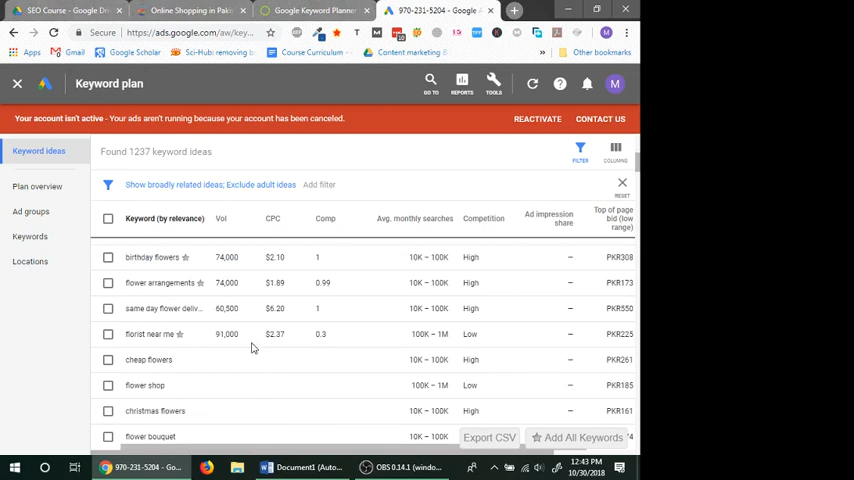 SEO Course - Google Dri
Online Shopping in Pak
Google Keyword Planner
970-231-5204 - Google A
Secure
https://ads.google.com/aw/key...
Apps
Gmail
Google Scholar
Sci-Hub: removing b
Course Curriculum -
Content marketing B
Other bookmarks
Keyword plan
GO TO
REPORTS
TOOLS
M
Your account isn't active - Your ads aren't running because your account has been canceled.
REACTIVATE
CONTACT US
Keyword ideas
Plan overview
Ad groups
Keywords
Locations
Found 1237 keyword ideas
FILTER
COLUMNS
Show broadly related ideas; Exclude adult ideas
Add filter
RESET
Keyword (by relevance) Vol CPC Comp Avg. monthly searches Competition Ad impression share Top of page bid (low range)
birthday flowers 74,000 $2.10 1 10K – 100K High – PKR308
flower arrangements 74,000 $1.89 0.99 10K – 100K High – PKR173
same day flower deliv... 60,500 $6.20 1 10K – 100K High – PKR550
florist near me 91,000 $2.37 0.3 100K – 1M Low – PKR225
cheap flowers 10K – 100K High – PKR261
flower shop 100K – 1M Low – PKR185
christmas flowers 10K – 100K High – PKR161
flower bouquet 10K – 100K
Export CSV
Add All Keywords
970-231-5204 - Go...
Document1 (Auto...
OBS 0.14.1 (windo...
12:43 PM
10/30/2018